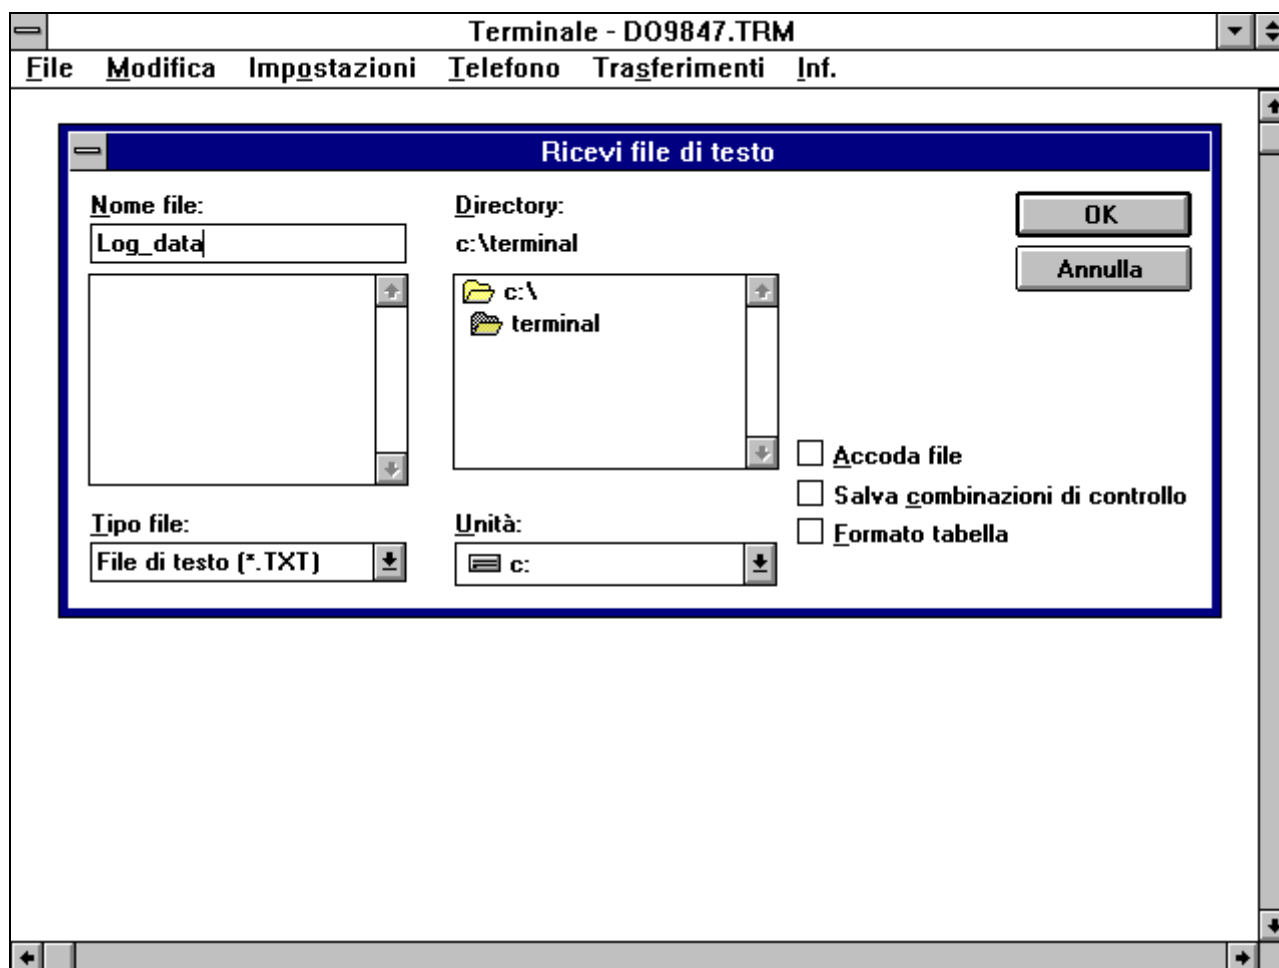 Terminale - DO9847.TRM
File Modifica Impostazioni Telefono Trasferimenti Inf.
Ricevi file di testo
Nome file:
Log_data
Directory:
c:\terminal
c:\
terminal
OK
Annulla
Accoda file
Salva combinazioni di controllo
Formato tabella
Tipo file:
File di testo (*.TXT)
Unità:
c: